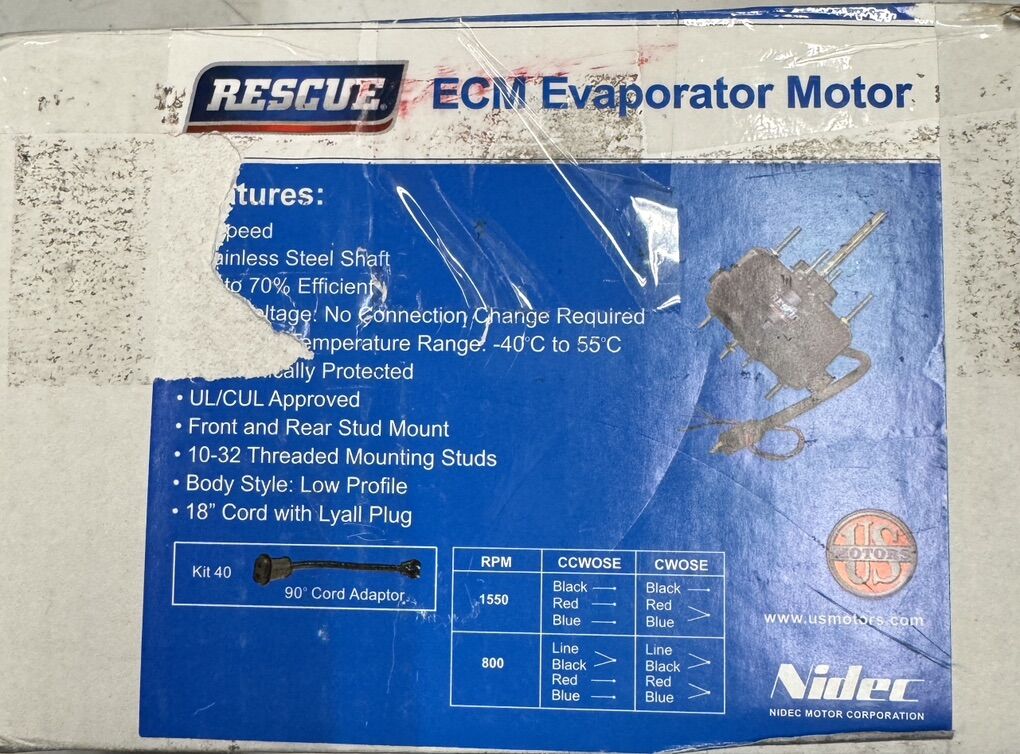 RESCUE® ECM Evaporator Motor
tures:
peed
ainless Steel Shaft
to 70% Efficient
ltage: No Connection Change Required
emperature Range: -40°C to 55°C
cally Protected
• UL/CUL Approved
• Front and Rear Stud Mount
• 10-32 Threaded Mounting Studs
• Body Style: Low Profile
• 18" Cord with Lyall Plug
Kit 40
90° Cord Adaptor
RPM CCWOSE CWOSE
1550
Black Black
Red Red
Blue Blue
800
Line Line
Black Black
Red Red
Blue Blue
US
MOTORS
www.usmotors.com
Nidec
NIDEC MOTOR CORPORATION